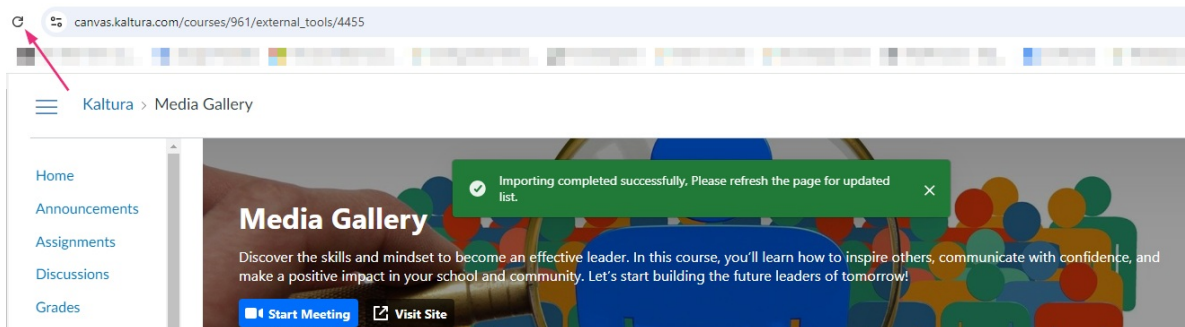 canvas.kaltura.com/courses/961/external_tools/4455
Kaltura > Media Gallery
Home
Announcements
Assignments
Discussions
Grades
Importing completed successfully, Please refresh the page for updated
list.
Media Gallery
Discover the skills and mindset to become an effective leader. In this course, you'll learn how to inspire others, communicate with confidence, and
make a positive impact in your school and community. Let's start building the future leaders of tomorrow!
Start Meeting
Visit Site